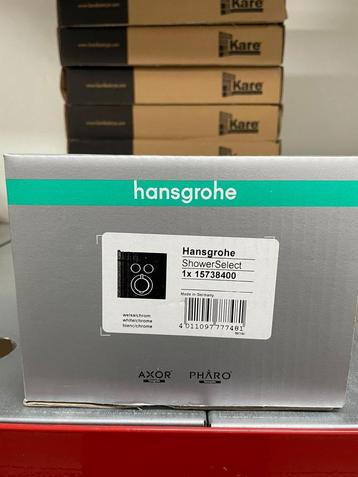 Kare
Kare
Kare
Kare
hansgrohe
Hansgrohe
ShowerSelect
1x 15738400
Made in Germany
weiss/chrom
white/chrome
blanc/chrome
4 011097 777481
AXOR
PHARO